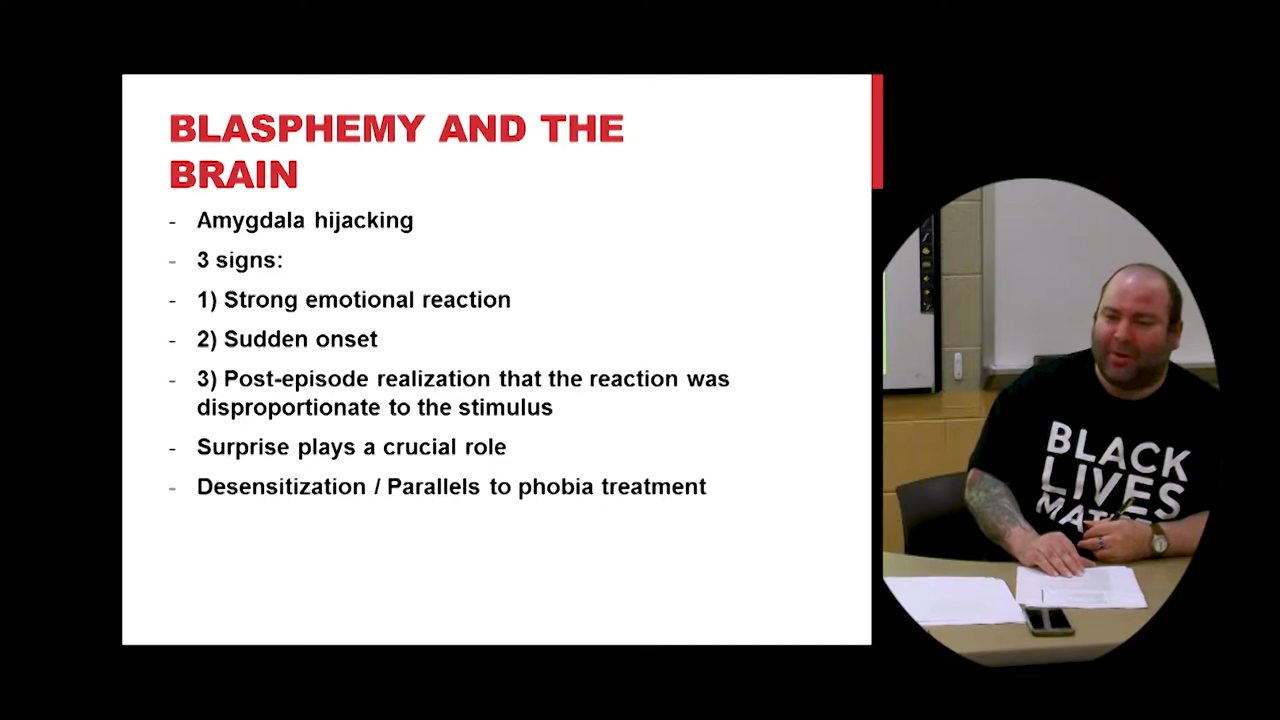 BLASPHEMY AND THE
BRAIN
- Amygdala hijacking
- 3 signs:
- 1) Strong emotional reaction
- 2) Sudden onset
- 3) Post-episode realization that the reaction was
disproportionate to the stimulus
- Surprise plays a crucial role
- Desensitization / Parallels to phobia treatment
BLACK
LIVES